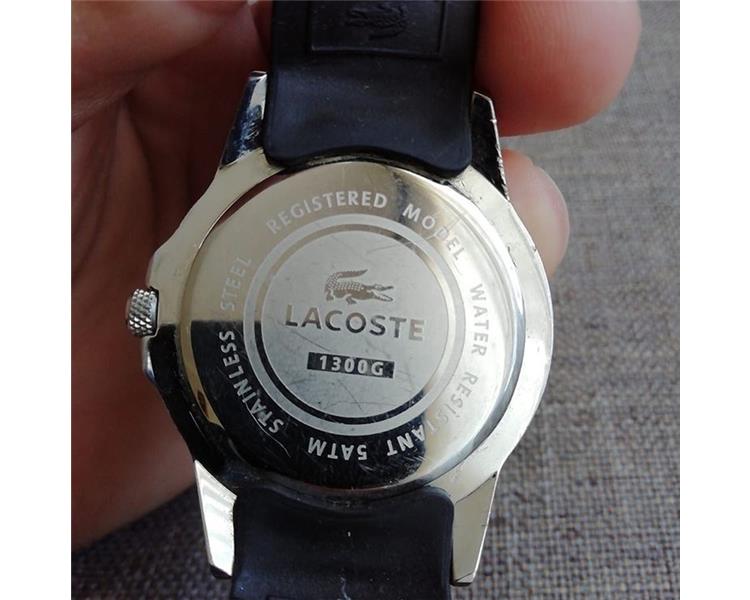 REGISTERED MODEL WATER RESISTANT 5ATM STAINLESS STEEL
LACOSTE
1300G